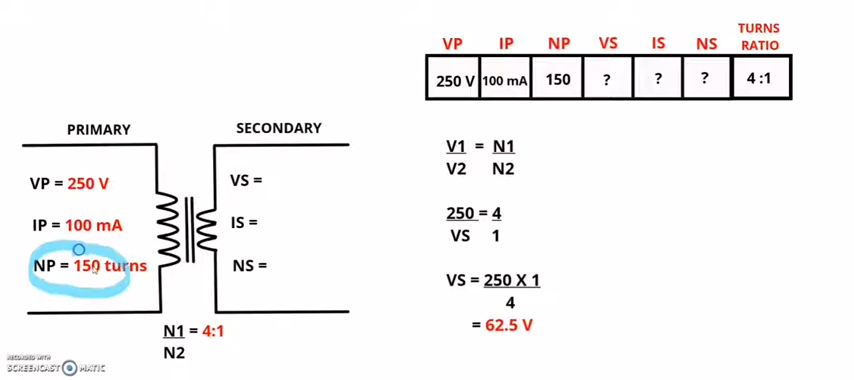 TURNS
VP IP NP VS IS NS RATIO
250 V 100 mA 150 ? ? ? 4 :1
PRIMARY SECONDARY
VP = 250 V VS =
IP = 100 mA IS =
NP = 150 turns NS =
N1 = 4:1
N2
V1 = N1
V2 N2
250 = 4
VS 1
VS = 250 X 1
4
= 62.5 V
RECORDED WITH
SCREENCAST MATIC